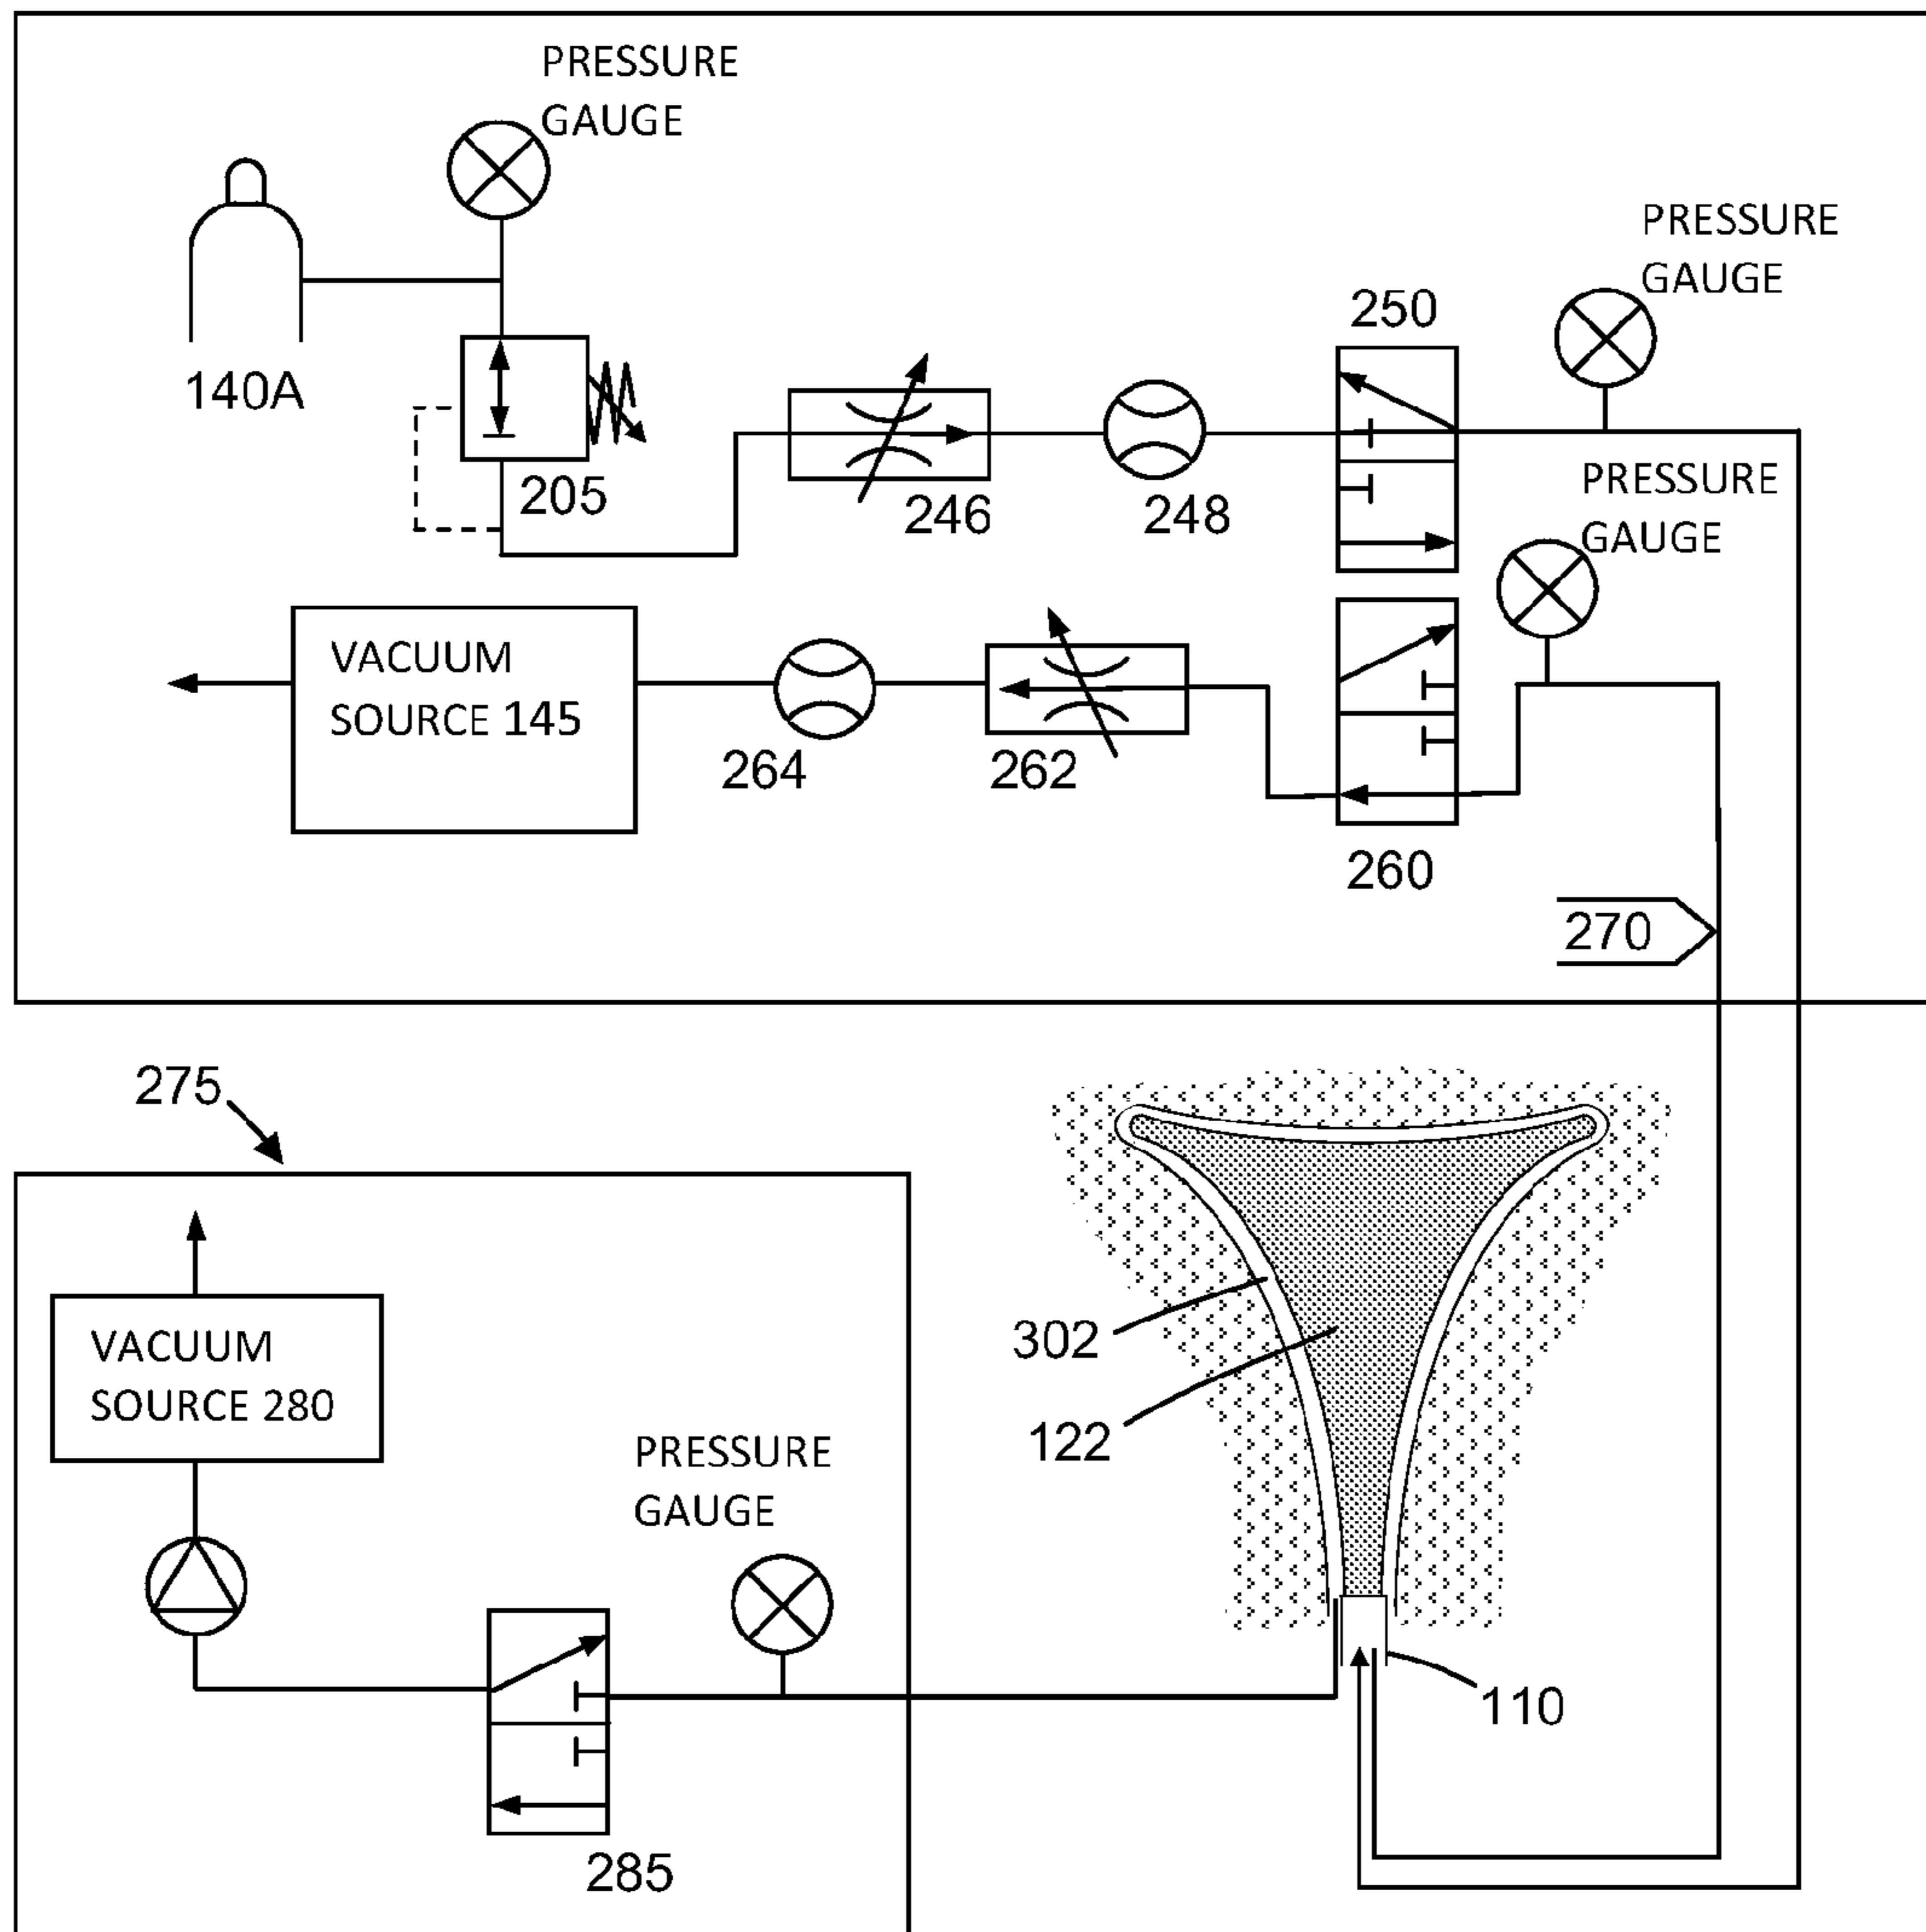 PRESSURE
GAUGE
PRESSURE
GAUGE
250
140A
205
246
248
PRESSURE
GAUGE
VACUUM
SOURCE 145
264
262
260
270
275
302
122
VACUUM
SOURCE 280
PRESSURE
GAUGE
110
285